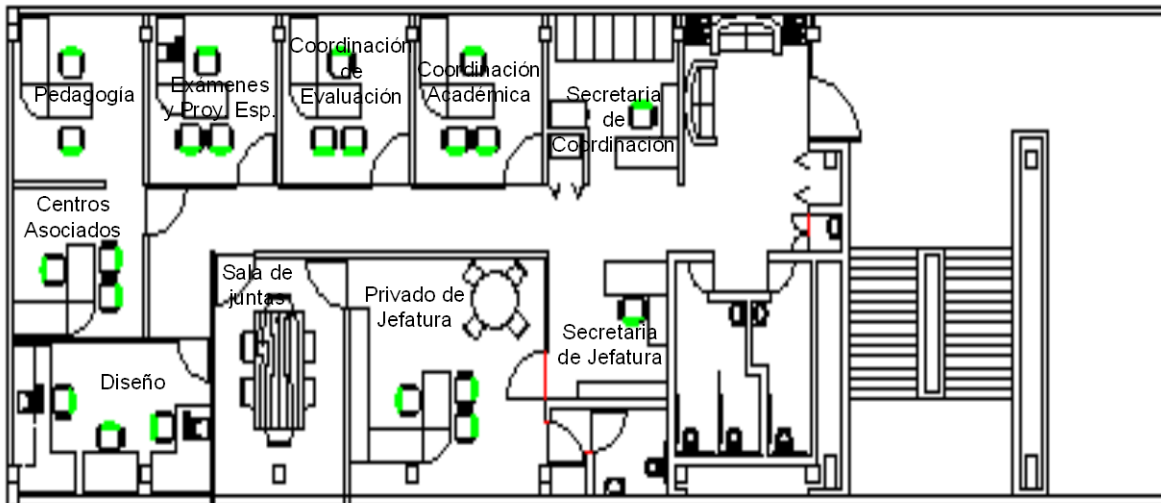 Pedagogía
Exámenes
y Proy. Esp.
Coordinación
de
Evaluación
Coordinación
Académica
Secretaria
de
Coordinación
Centros
Asociados
Sala de
juntas
Privado de
Jefatura
Secretaria
de Jefatura
Diseño